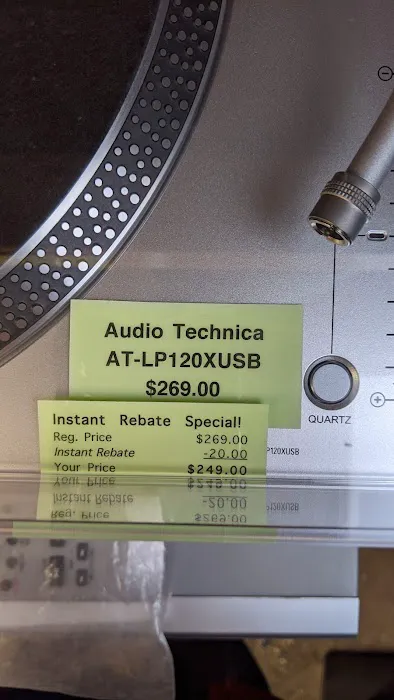 Audio Technica
AT-LP120XUSB
$269.00
QUARTZ
Instant Rebate Special!
Reg. Price $269.00
Instant Rebate -20.00
Your Price $249.00
P120XUSB